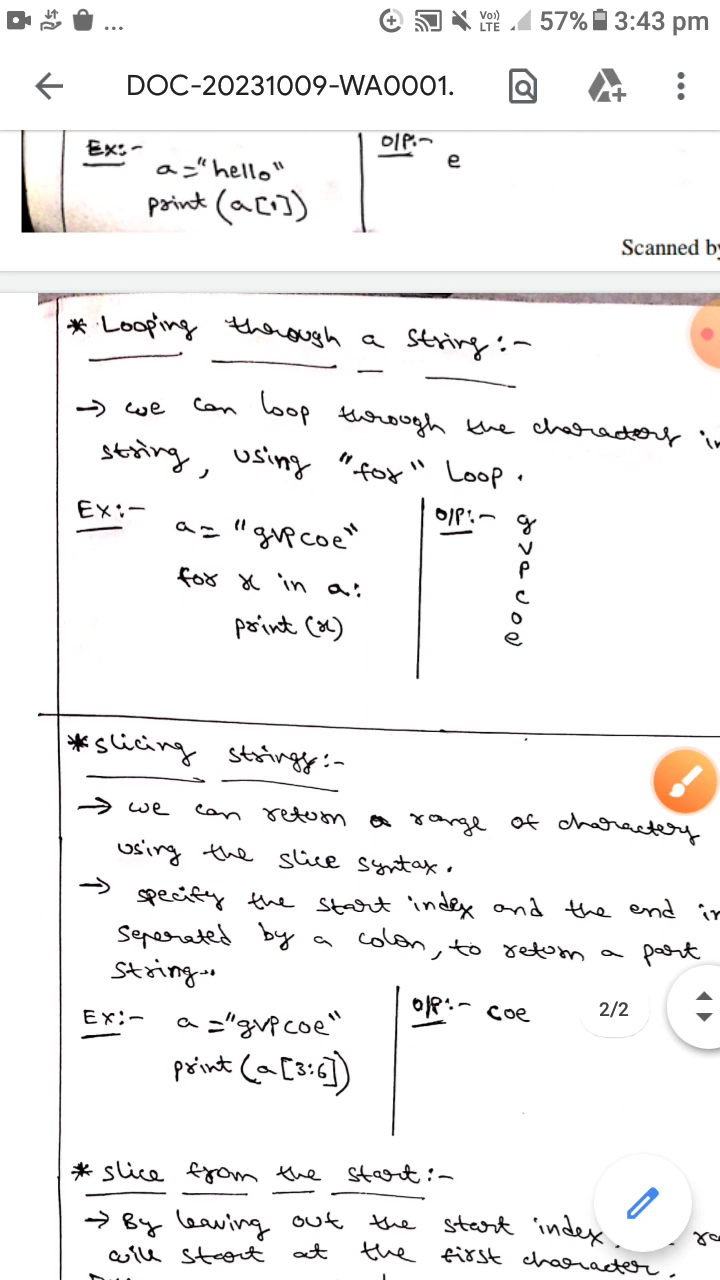 ... Vo)) LTE 57% 3:43 pm
DOC-20231009-WA0001.
Ex:-
a="hello"
print (a[1])
O/P:-
e
Scanned by
* Looping through a string:-
→ we can loop through the characters in
string, using "for" Loop.
Ex:-
a= "gvpcoe"
for x in a:
print (x)
O/P:-
g
v
p
c
o
e
* slicing strings:-
→ we can return a range of characters
using the slice syntax.
→ specify the start index and the end in
seperated by a colon, to return a part
string..
Ex:-
a ="gvpcoe"
print (a[3:6])
O/P:- coe
2/2
* slice from the start:-
→ By leaving out the start index, ra
will start at the first character.